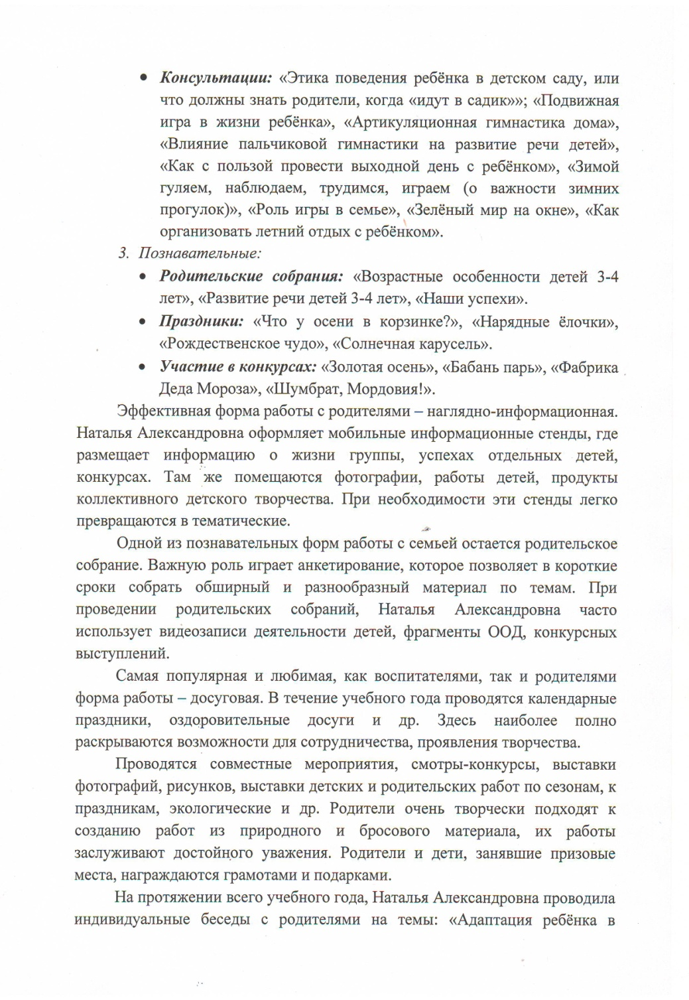 • Консультации: «Этика поведения ребёнка в детском саду, или
что должны знать родители, когда «идут в садик»»; «Подвижная
игра в жизни ребёнка», «Артикуляционная гимнастика дома»,
«Влияние пальчиковой гимнастики на развитие речи детей»,
«Как с пользой провести выходной день с ребёнком», «Зимой
гуляем, наблюдаем, трудимся, играем (о важности зимних
прогулок)», «Роль игры в семье», «Зелёный мир на окне», «Как
организовать летний отдых с ребёнком».
3. Познавательные:
• Родительские собрания: «Возрастные особенности детей 3-4
лет», «Развитие речи детей 3-4 лет», «Наши успехи».
• Праздники: «Что у осени в корзинке?», «Нарядные ёлочки»,
«Рождественское чудо», «Солнечная карусель».
• Участие в конкурсах: «Золотая осень», «Бабань парь», «Фабрика
Деда Мороза», «Шумбрат, Мордовия!».
Эффективная форма работы с родителями – наглядно-информационная.
Наталья Александровна оформляет мобильные информационные стенды, где
размещает информацию о жизни группы, успехах отдельных детей,
конкурсах. Там же помещаются фотографии, работы детей, продукты
коллективного детского творчества. При необходимости эти стенды легко
превращаются в тематические.
Одной из познавательных форм работы с семьей остается родительское
собрание. Важную роль играет анкетирование, которое позволяет в короткие
сроки собрать обширный и разнообразный материал по темам. При
проведении родительских собраний, Наталья Александровна часто
использует видеозаписи деятельности детей, фрагменты ООД, конкурсных
выступлений.
Самая популярная и любимая, как воспитателями, так и родителями
форма работы – досуговая. В течение учебного года проводятся календарные
праздники, оздоровительные досуги и др. Здесь наиболее полно
раскрываются возможности для сотрудничества, проявления творчества.
Проводятся совместные мероприятия, смотры-конкурсы, выставки
фотографий, рисунков, выставки детских и родительских работ по сезонам, к
праздникам, экологические и др. Родители очень творчески подходят к
созданию работ из природного и бросового материала, их работы
заслуживают достойного уважения. Родители и дети, занявшие призовые
места, награждаются грамотами и подарками.
На протяжении всего учебного года, Наталья Александровна проводила
индивидуальные беседы с родителями на темы: «Адаптация ребёнка в